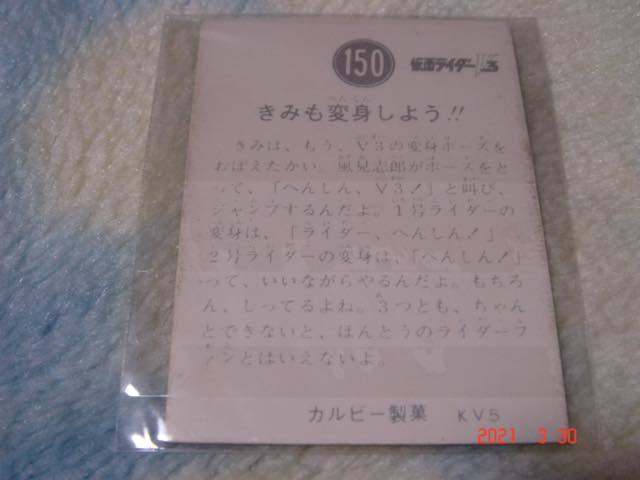 150 仮面ライダーV3
きみも変身しよう!!
きみは、もう、V3の変身ポーズを
おぼえたかい。風見志郎がポーズをと
って、「へんしん、V3!」と叫び、
ジャンプするんだよ。1号ライダーの
変身は、「ライダー、へんしん!」
2号ライダーの変身は、「へんしん!」
って、いいながらやるんだよ。もちろ
ん、しってるよね。3つとも、ちゃん
とできないと、ほんとうのライダーフ
ァンとはいえないよ。
カルビー製菓 KV5
2021 3 30